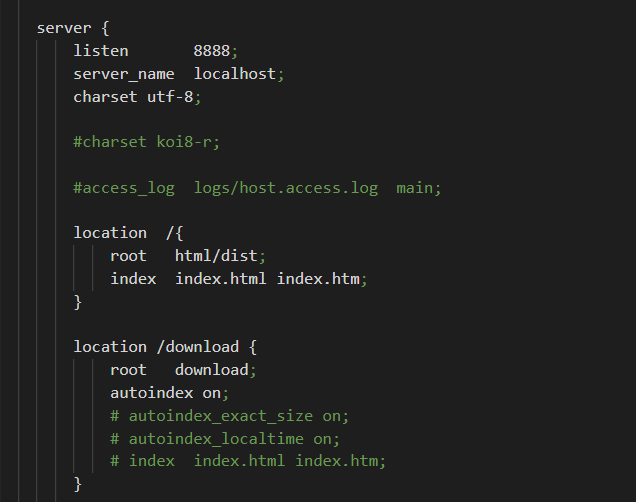 server {
listen       8888;
server_name  localhost;
charset utf-8;
#charset koi8-r;
#access_log  logs/host.access.log  main;
location  /{
root   html/dist;
index  index.html index.htm;
}
location /download {
root   download;
autoindex on;
# autoindex_exact_size on;
# autoindex_localtime on;
# index  index.html index.htm;
}